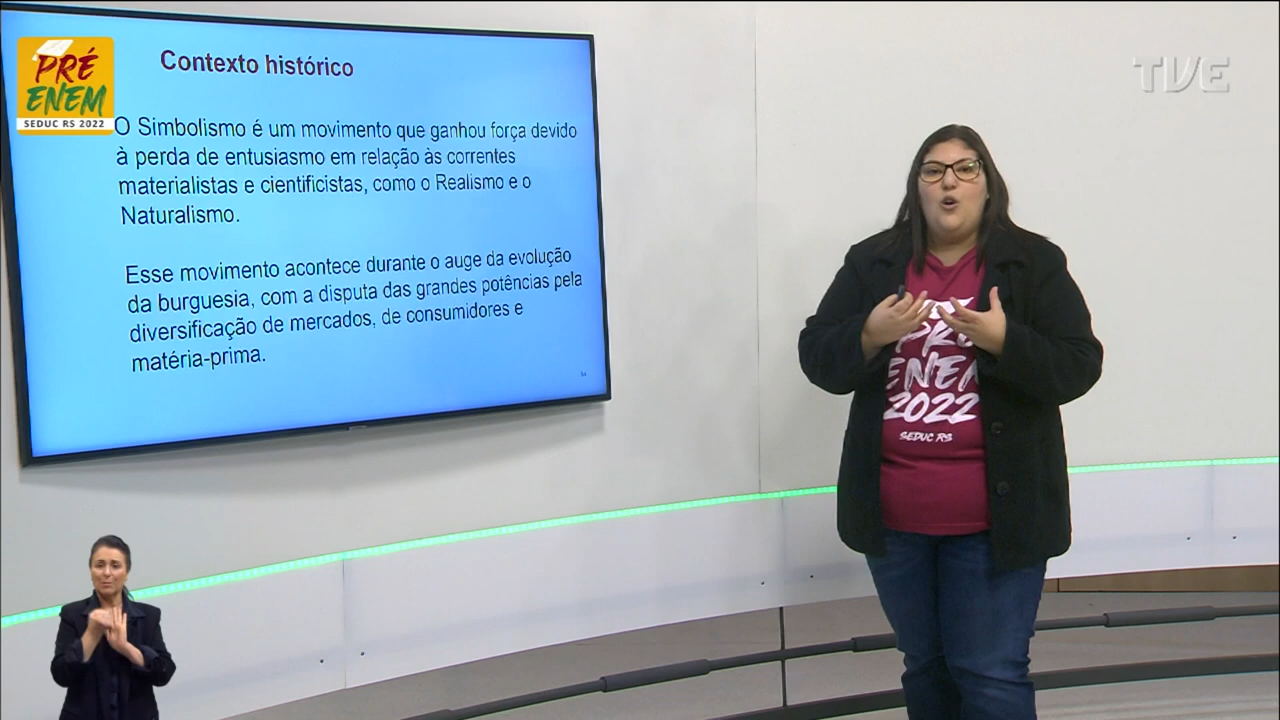 PRÉ
ENEM
SEDUC RS 2022
Contexto histórico
O Simbolismo é um movimento que ganhou força devido
à perda de entusiasmo em relação às correntes
materialistas e cientificistas, como o Realismo e o
Naturalismo.
Esse movimento acontece durante o auge da evolução
da burguesia, com a disputa das grandes potências pela
diversificação de mercados, de consumidores e
matéria-prima.
TVE
2022
SEDUC RS